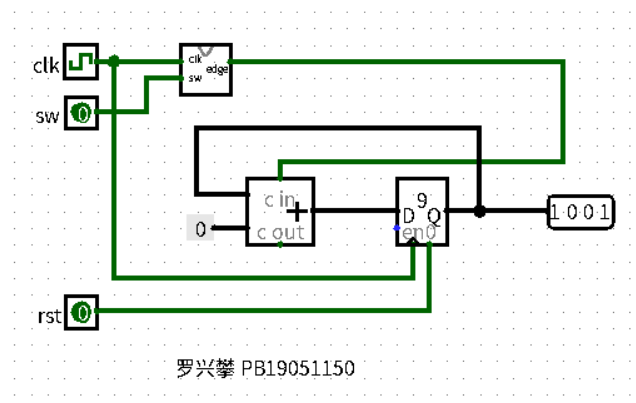 clk
0
sw
clk
sw
edge
c in
+
c out
0
9
D Q
en0
1001
rst
0
罗兴攀 PB19051150